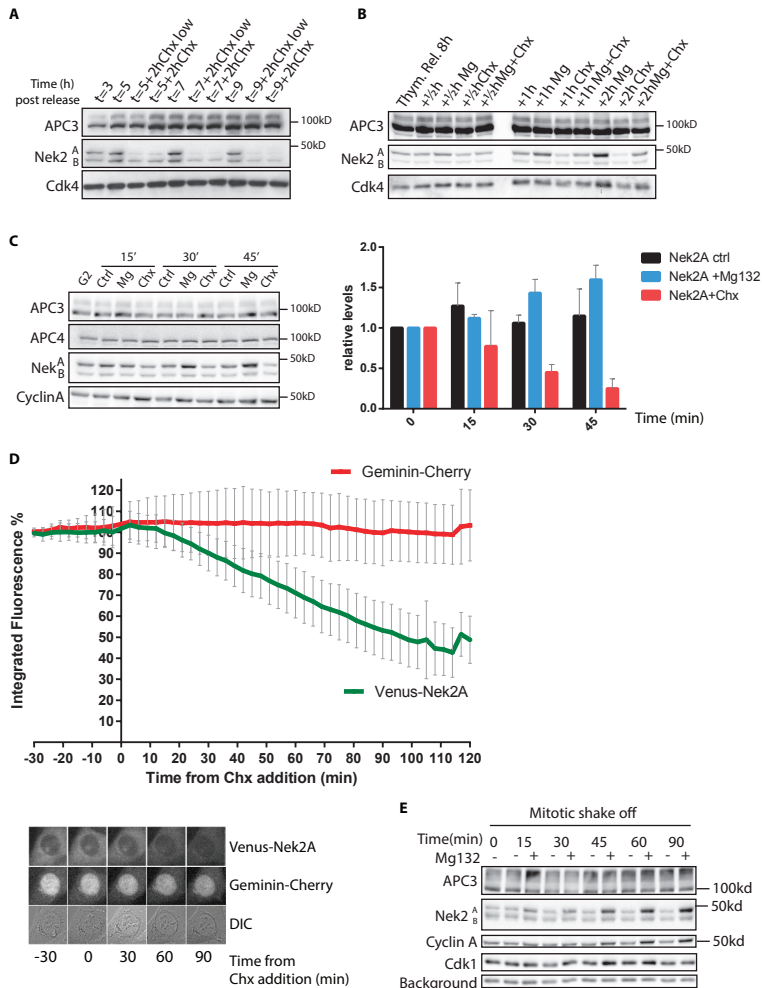 A
Time (h)
post release
t=3
t=5
t=5+2hChx low
t=5+2hChx
t=7
t=7+2hChx low
t=7+2hChx
t=9
t=9+2hChx low
t=9+2hChx
APC3
100kD
50kD
Nek2 A
B
Cdk4
B
Thym. Rel. 8h
+½h
+½h Mg
+½hChx
+½hMg+Chx
+1h
+1h Mg
+1h Chx
+1h Mg+Chx
+2h Mg
+2h Chx
+2hMg+Chx
APC3
100kD
50kD
Nek2 A
B
Cdk4
C
15′ 30′ 45′
G2 Ctrl Mg Chx Ctrl Mg Chx Ctrl Mg Chx
APC3
100kD
APC4
50kD
Nek A
B
CyclinA
50kD
relative levels
2.0
1.5
1.0
0.5
0.0
0 15 30 45
Time (min)
Nek2A ctrl
Nek2A +Mg132
Nek2A+Chx
D
Geminin-Cherry
Integrated Fluorescence %
120
110
100
90
80
70
60
50
40
30
20
10
Venus-Nek2A
-30 -20 -10 0 10 20 30 40 50 60 70 80 90 100 110 120
Time from Chx addition (min)
Venus-Nek2A
Geminin-Cherry
DIC
-30 0 30 60 90
Time from
Chx addition (min)
E
Mitotic shake off
Time(min) 0 15 30 45 60 90
Mg132 - - + - + - + - + - +
APC3
100kd
50kd
Nek2 A
B
Cyclin A
50kd
Cdk1
Background